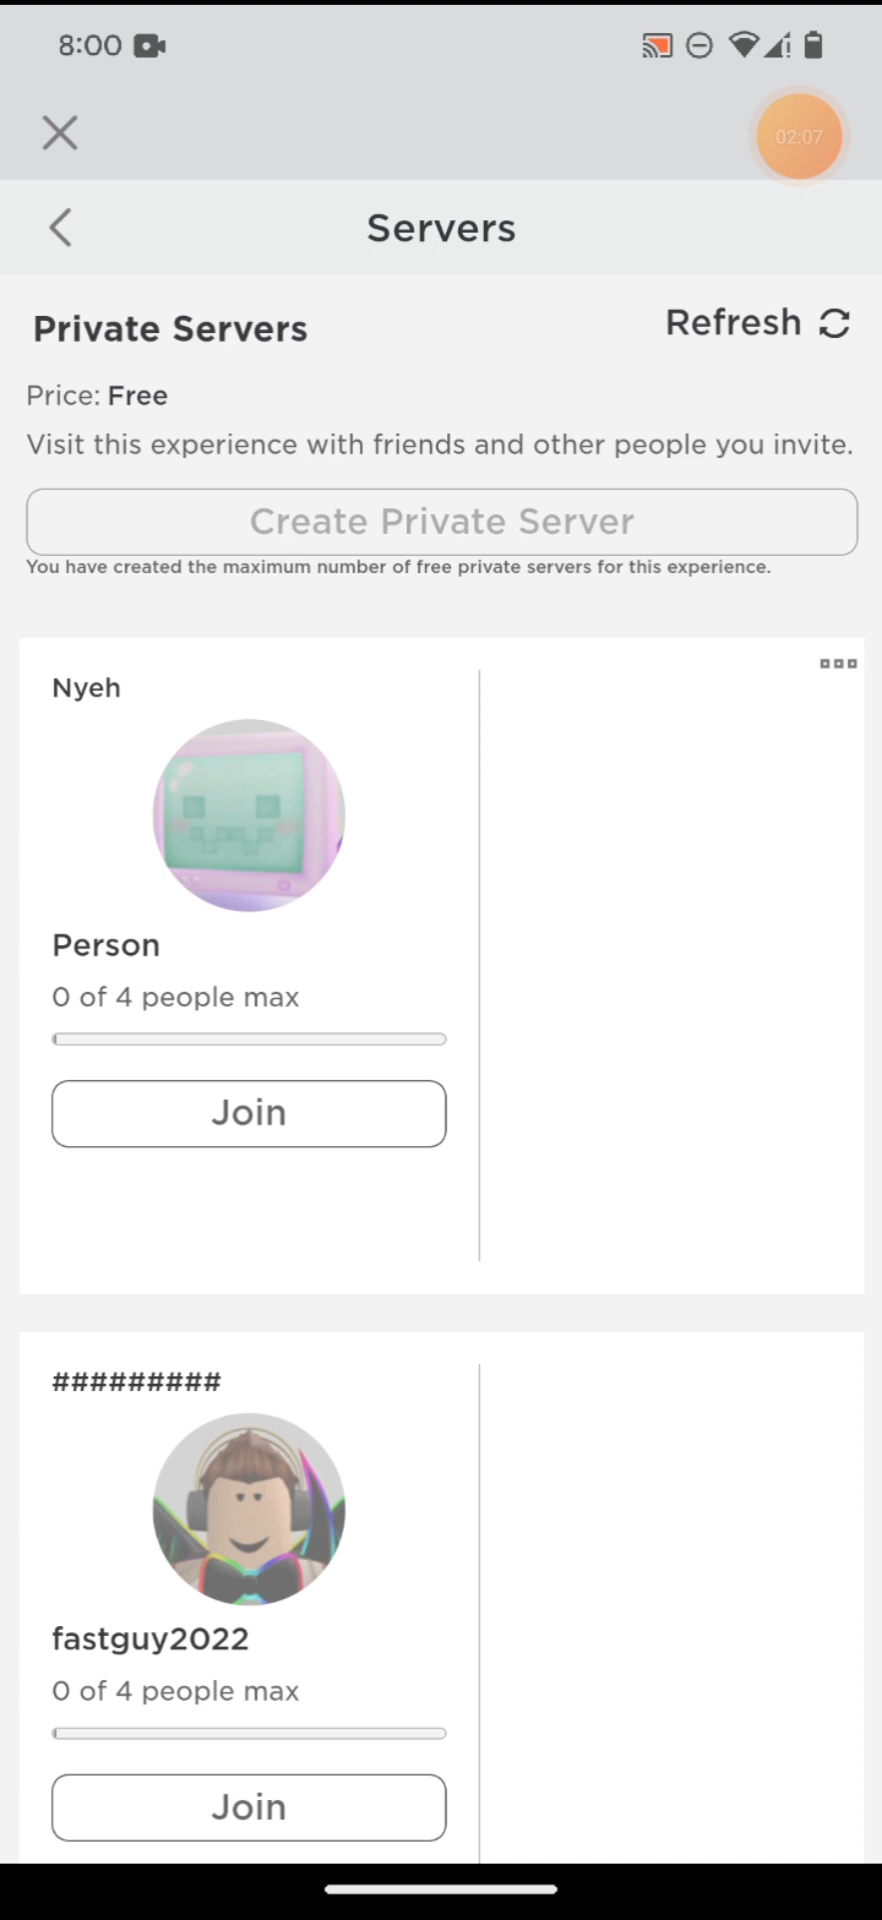 8:00
02:07
Servers
Private Servers
Refresh
Price: Free
Visit this experience with friends and other people you invite.
Create Private Server
You have created the maximum number of free private servers for this experience.
Nyeh
Person
0 of 4 people max
Join
#########
fastguy2022
0 of 4 people max
Join